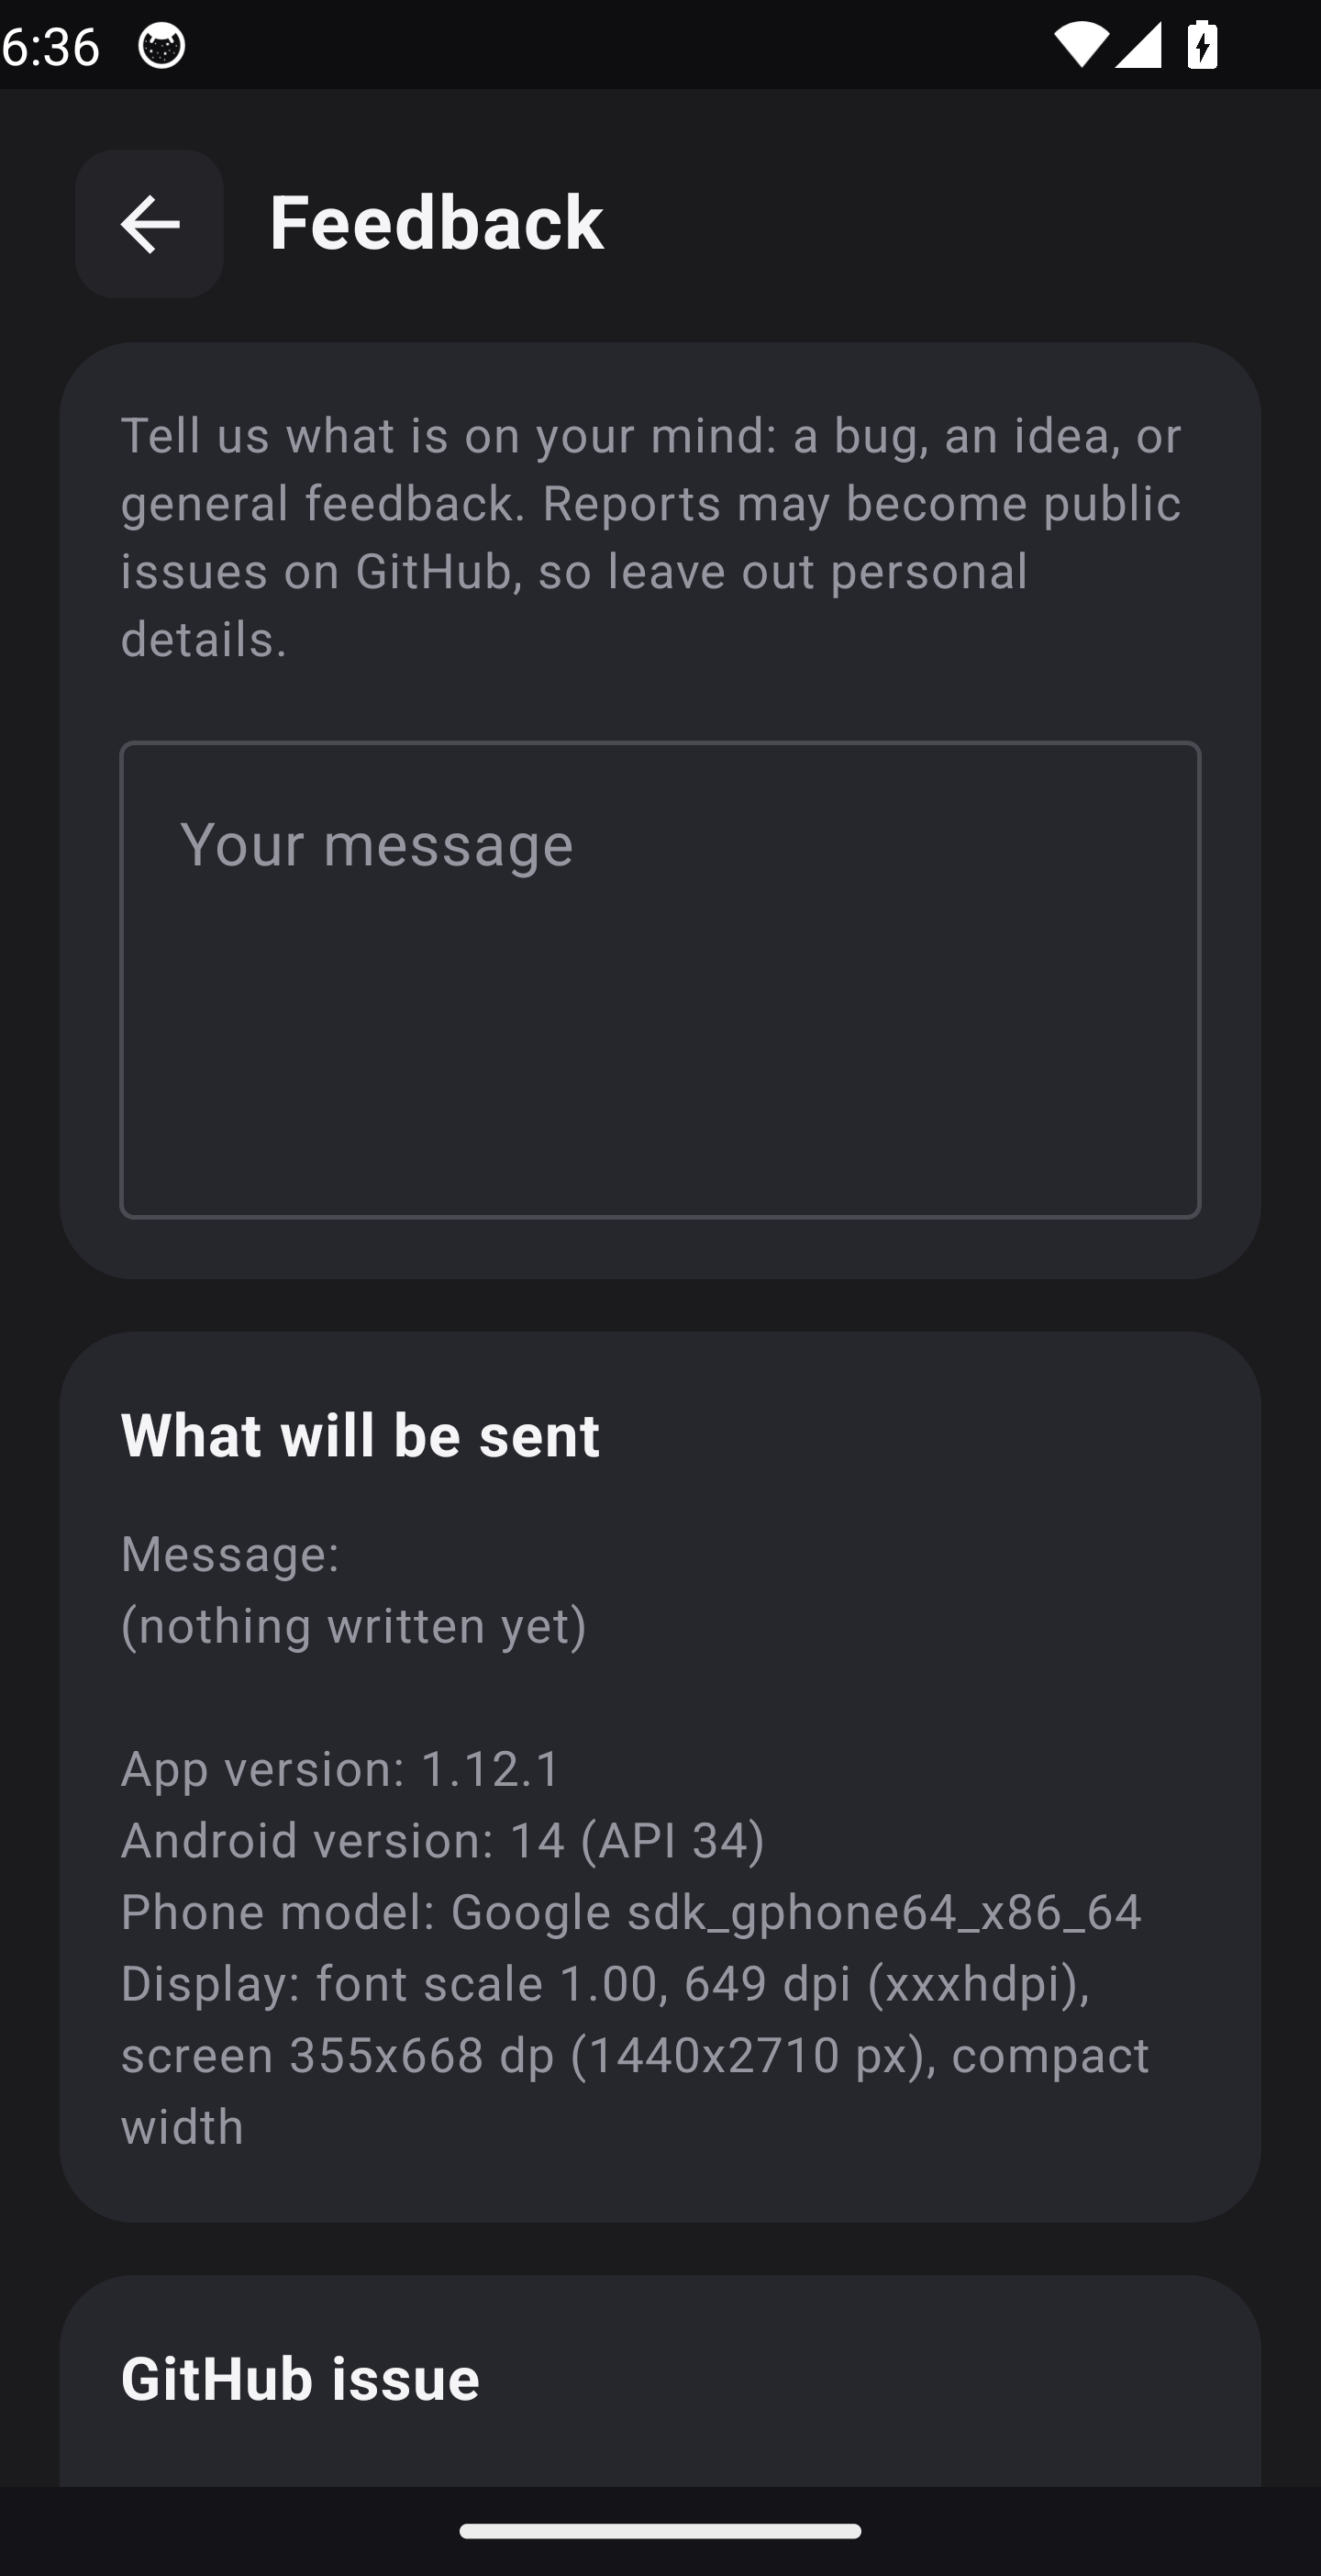 6:36
Feedback
Tell us what is on your mind: a bug, an idea, or
general feedback. Reports may become public
issues on GitHub, so leave out personal
details.
Your message
What will be sent
Message:
(nothing written yet)
App version: 1.12.1
Android version: 14 (API 34)
Phone model: Google sdk_gphone64_x86_64
Display: font scale 1.00, 649 dpi (xxxhdpi),
screen 355x668 dp (1440x2710 px), compact
width
GitHub issue